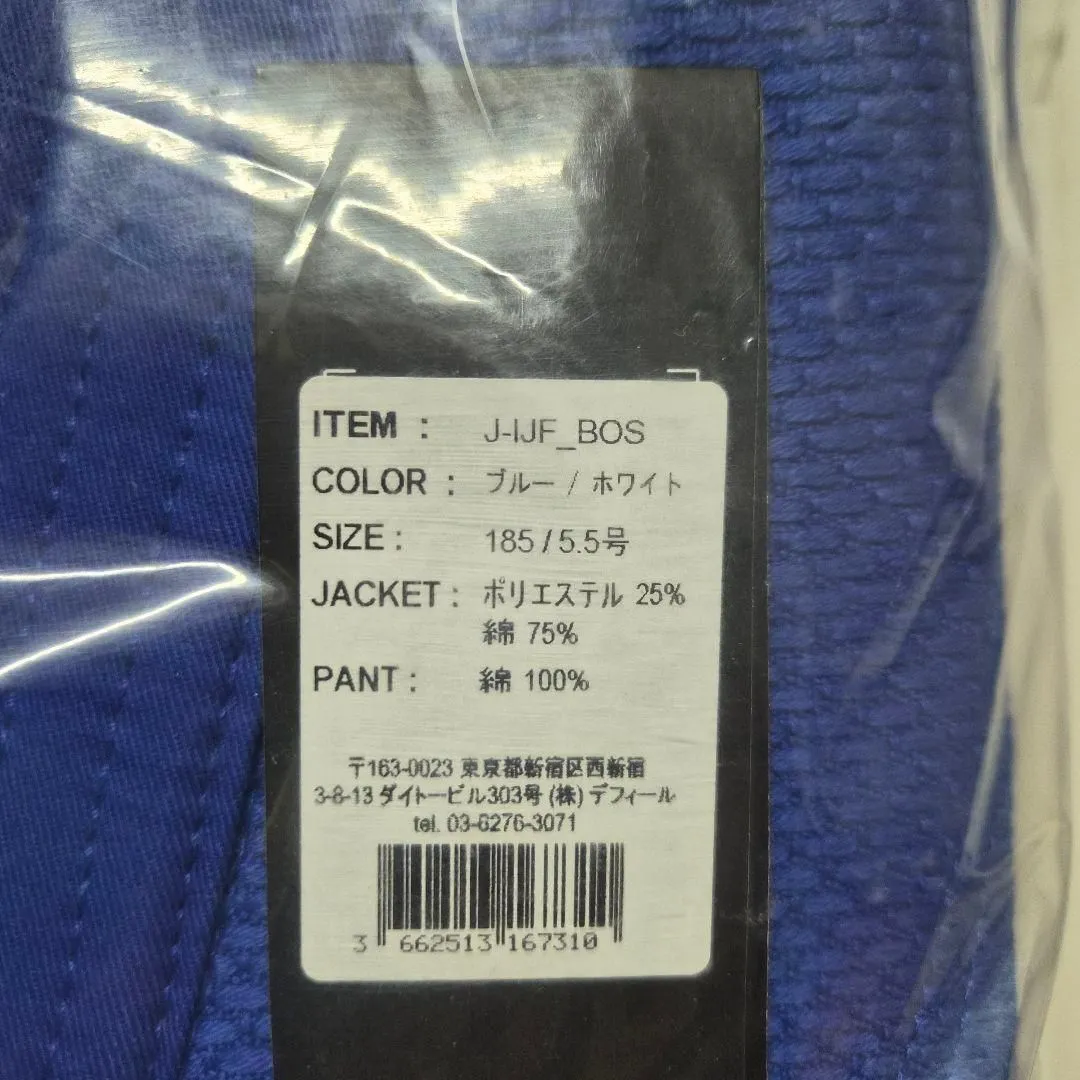 ITEM : J-IJF_BOS
COLOR : ブルー / ホワイト
SIZE : 185 / 5.5号
JACKET : ポリエステル 25%
綿 75%
PANT : 綿 100%
〒163-0023 東京都新宿区西新宿
3-8-13 ダイトービル303号 (株) デフィール
tel. 03-6276-3071
3 662513 167310